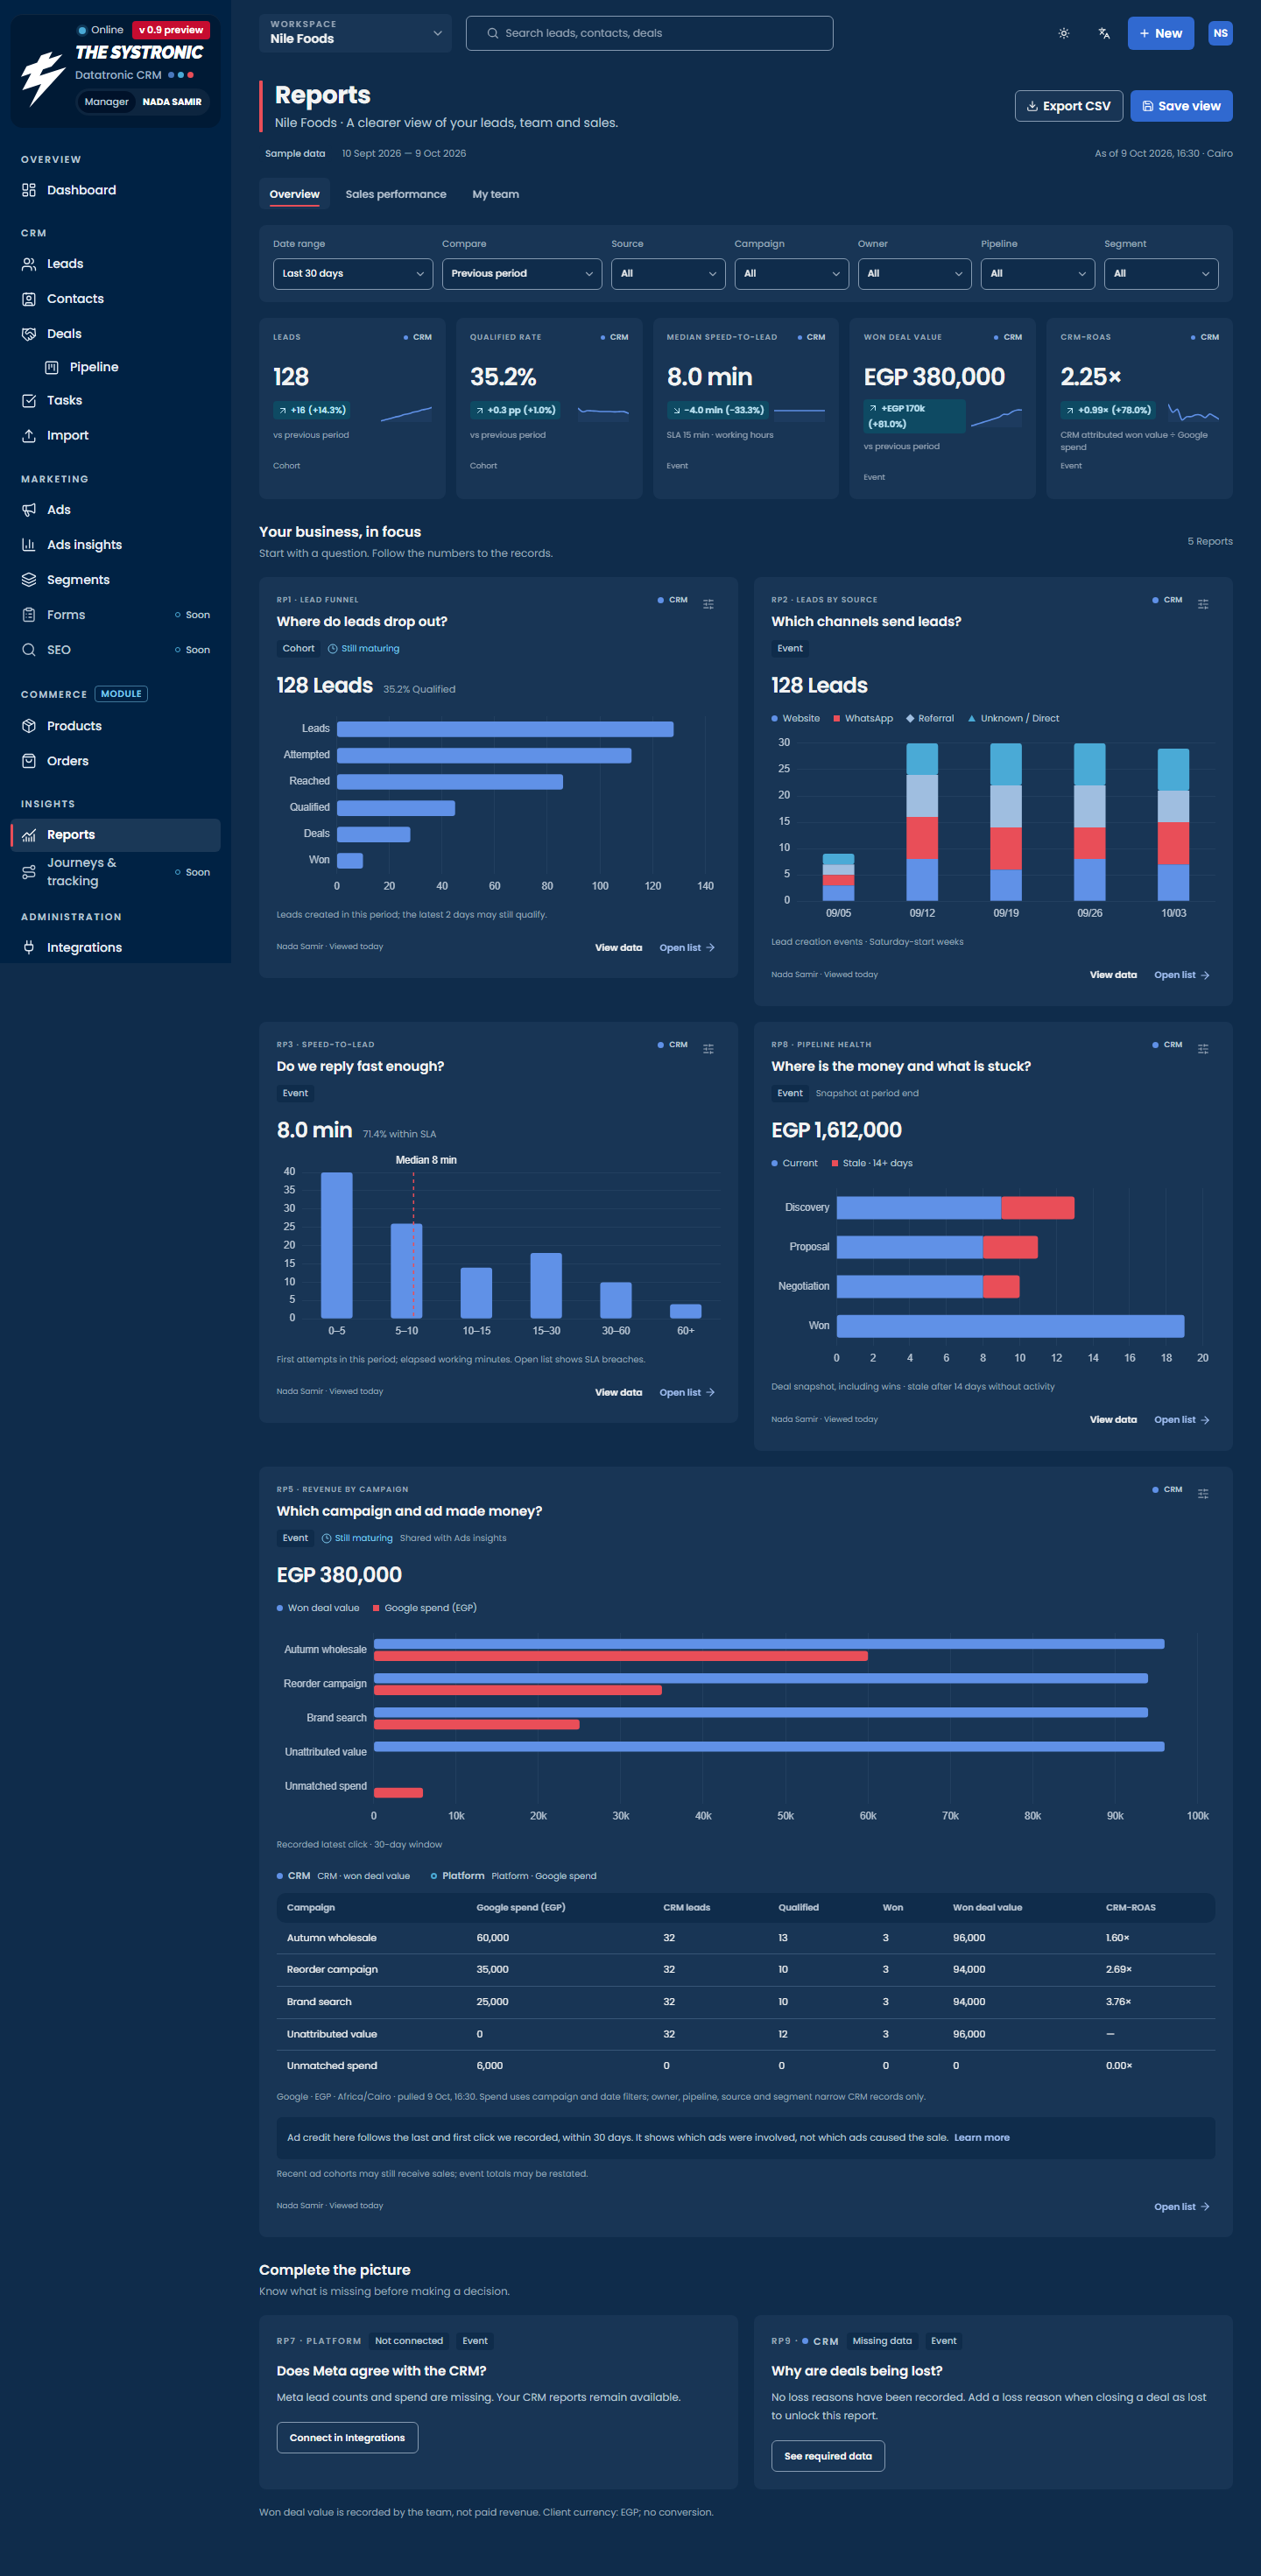 Online
v 0.9 preview
THE SYSTRONIC
Datatronic CRM
Manager
NADA SAMIR
OVERVIEW
Dashboard
CRM
Leads
Contacts
Deals
Pipeline
Tasks
Import
MARKETING
Ads
Ads insights
Segments
Forms
Soon
SEO
Soon
COMMERCE
MODULE
Products
Orders
INSIGHTS
Reports
Journeys &
tracking
Soon
ADMINISTRATION
Integrations
WORKSPACE
Nile Foods
Search leads, contacts, deals
New
NS
Reports
Nile Foods · A clearer view of your leads, team and sales.
Export CSV
Save view
Sample data
10 Sept 2026 — 9 Oct 2026
As of 9 Oct 2026, 16:30 · Cairo
Overview
Sales performance
My team
Date range
Compare
Source
Campaign
Owner
Pipeline
Segment
Last 30 days
Previous period
All
All
All
All
All
LEADS
CRM
128
+16 (+14.3%)
vs previous period
Cohort
QUALIFIED RATE
CRM
35.2%
+0.3 pp (+1.0%)
vs previous period
Cohort
MEDIAN SPEED-TO-LEAD
CRM
8.0 min
-4.0 min (-33.3%)
SLA 15 min · working hours
Event
WON DEAL VALUE
CRM
EGP 380,000
+EGP 170k
(+81.0%)
vs previous period
Event
CRM-ROAS
CRM
2.25×
+0.99× (+78.0%)
CRM attributed won value ÷ Google
spend
Event
Your business, in focus
Start with a question. Follow the numbers to the records.
5 Reports
RP1 · LEAD FUNNEL
CRM
Where do leads drop out?
Cohort
Still maturing
128 Leads
35.2% Qualified
Leads
Attempted
Reached
Qualified
Deals
Won
0 20 40 60 80 100 120 140
Leads created in this period; the latest 2 days may still qualify.
Nada Samir · Viewed today
View data
Open list
RP2 · LEADS BY SOURCE
CRM
Which channels send leads?
Event
128 Leads
Website
WhatsApp
Referral
Unknown / Direct
30
25
20
15
10
5
0
09/05 09/12 09/19 09/26 10/03
Lead creation events · Saturday-start weeks
Nada Samir · Viewed today
View data
Open list
RP3 · SPEED-TO-LEAD
CRM
Do we reply fast enough?
Event
8.0 min
71.4% within SLA
Median 8 min
40
35
30
25
20
15
10
5
0
0–5 5–10 10–15 15–30 30–60 60+
First attempts in this period; elapsed working minutes. Open list shows SLA breaches.
Nada Samir · Viewed today
View data
Open list
RP8 · PIPELINE HEALTH
CRM
Where is the money and what is stuck?
Event
Snapshot at period end
EGP 1,612,000
Current
Stale · 14+ days
Discovery
Proposal
Negotiation
Won
0 2 4 6 8 10 12 14 16 18 20
Deal snapshot, including wins · stale after 14 days without activity
Nada Samir · Viewed today
View data
Open list
RP5 · REVENUE BY CAMPAIGN
CRM
Which campaign and ad made money?
Event
Still maturing
Shared with Ads insights
EGP 380,000
Won deal value
Google spend (EGP)
Autumn wholesale
Reorder campaign
Brand search
Unattributed value
Unmatched spend
0 10k 20k 30k 40k 50k 60k 70k 80k 90k 100k
Recorded latest click · 30-day window
CRM CRM · won deal value
Platform Platform · Google spend
Campaign Google spend (EGP) CRM leads Qualified Won Won deal value CRM-ROAS
Autumn wholesale 60,000 32 13 3 96,000 1.60×
Reorder campaign 35,000 32 10 3 94,000 2.69×
Brand search 25,000 32 10 3 94,000 3.76×
Unattributed value 0 32 12 3 96,000 —
Unmatched spend 6,000 0 0 0 0 0.00×
Google · EGP · Africa/Cairo · pulled 9 Oct, 16:30. Spend uses campaign and date filters; owner, pipeline, source and segment narrow CRM records only.
Ad credit here follows the last and first click we recorded, within 30 days. It shows which ads were involved, not which ads caused the sale. Learn more
Recent ad cohorts may still receive sales; event totals may be restated.
Nada Samir · Viewed today
Open list
Complete the picture
Know what is missing before making a decision.
RP7 · PLATFORM
Not connected
Event
Does Meta agree with the CRM?
Meta lead counts and spend are missing. Your CRM reports remain available.
Connect in Integrations
RP9 · CRM
Missing data
Event
Why are deals being lost?
No loss reasons have been recorded. Add a loss reason when closing a deal as lost
to unlock this report.
See required data
Won deal value is recorded by the team, not paid revenue. Client currency: EGP; no conversion.